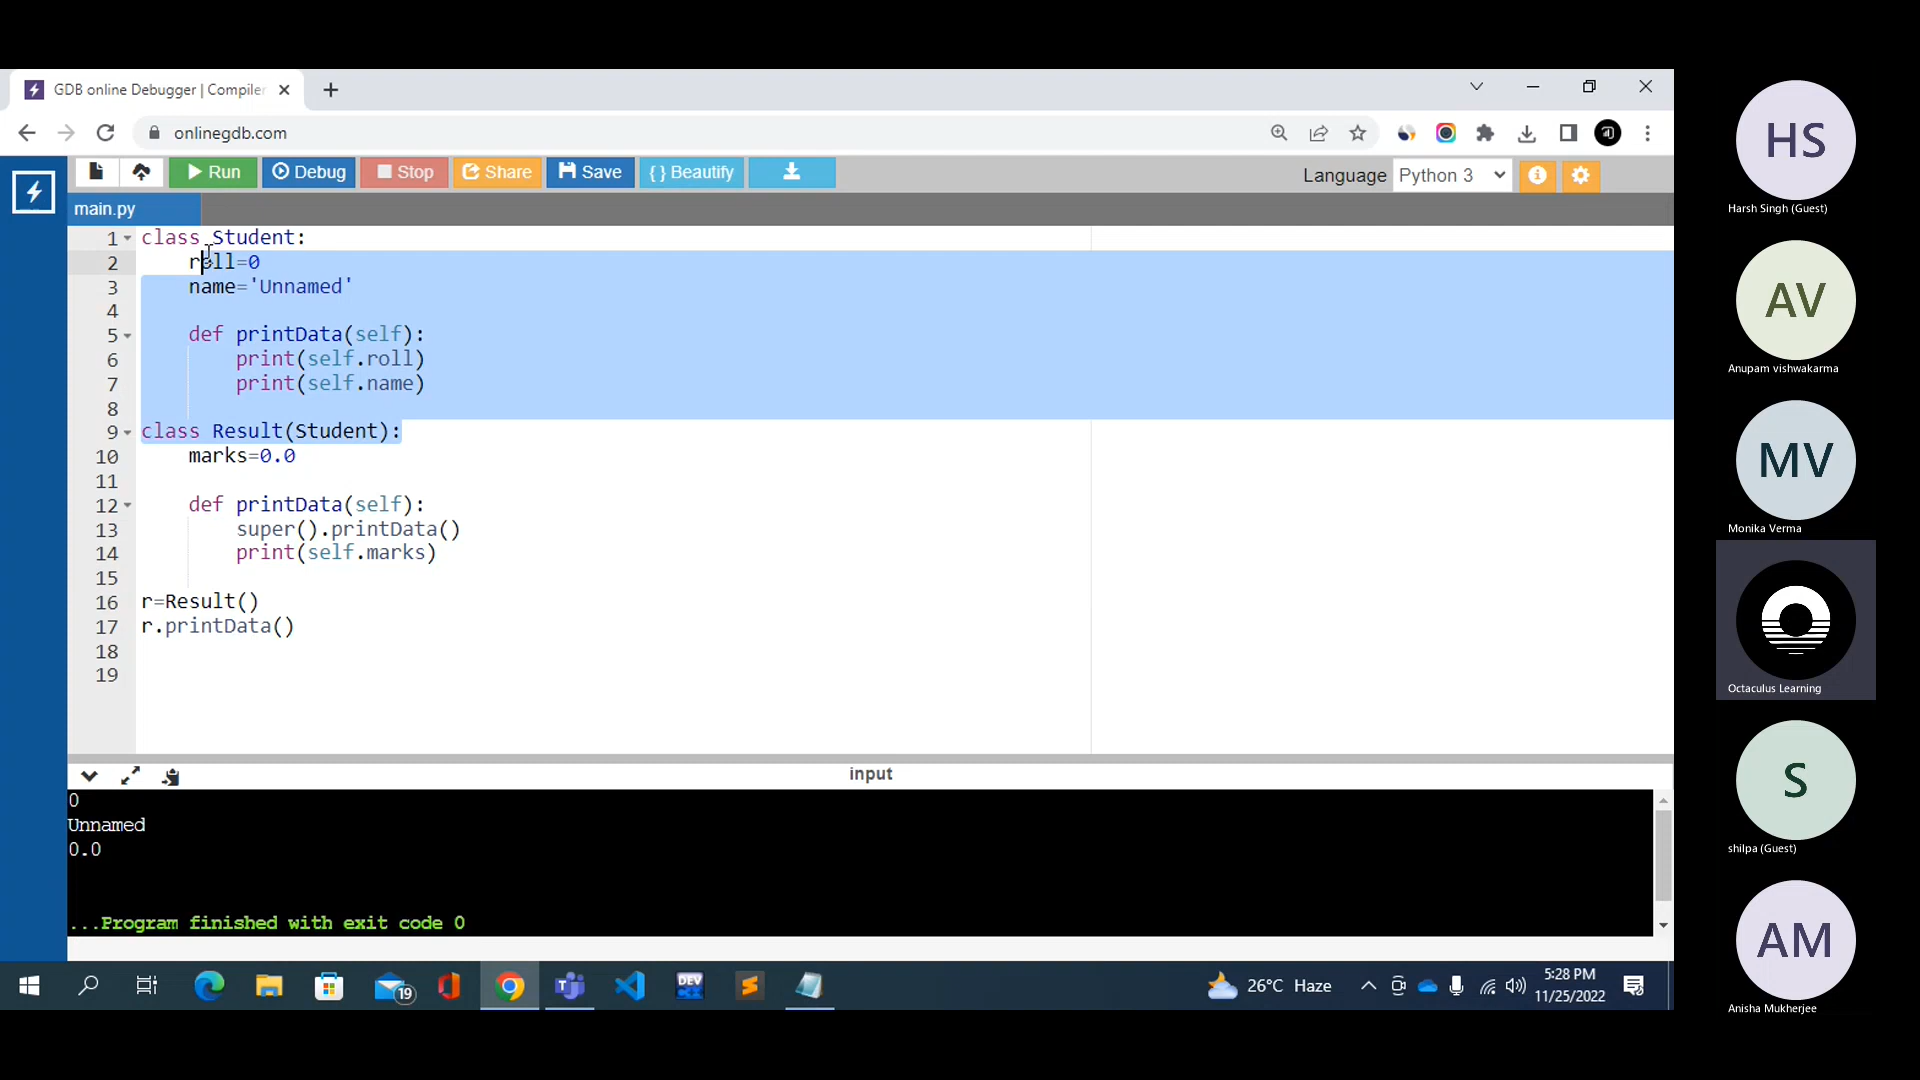 GDB online Debugger | Compiler
onlinegdb.com
Run
Debug
Stop
Share
Save
{ } Beautify
Language
Python 3
main.py
1 class Student:
2     roll=0
3     name='Unnamed'
4
5     def printData(self):
6         print(self.roll)
7         print(self.name)
8
9 class Result(Student):
10     marks=0.0
11
12     def printData(self):
13         super().printData()
14         print(self.marks)
15
16 r=Result()
17 r.printData()
18
19
input
0
Unnamed
0.0
...Program finished with exit code 0
19
DEV
26°C Haze
5:28 PM
11/25/2022
HS
Harsh Singh (Guest)
AV
Anupam vishwakarma
MV
Monika Verma
Octaculus Learning
S
shilpa (Guest)
AM
Anisha Mukherjee